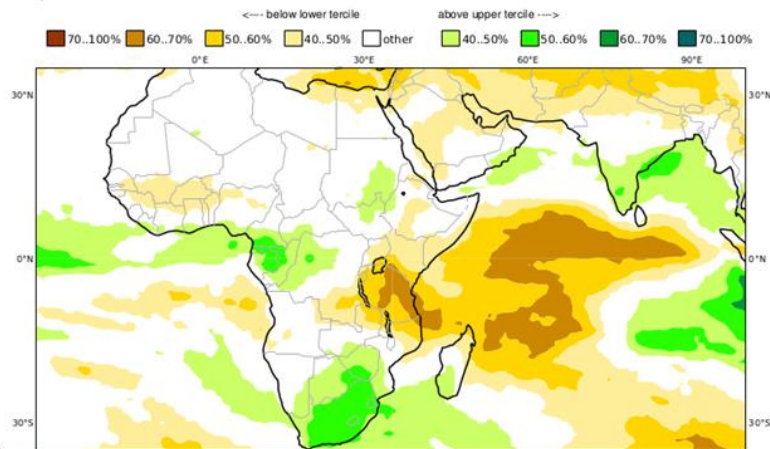 <---- below lower tercile above upper tercile ---->
70..100% 60..70% 50..60% 40..50% other 40..50% 50..60% 60..70% 70..100%
0°E 30°E 60°E 90°E
30°N 30°N
0°N 0°N
30°S 30°S